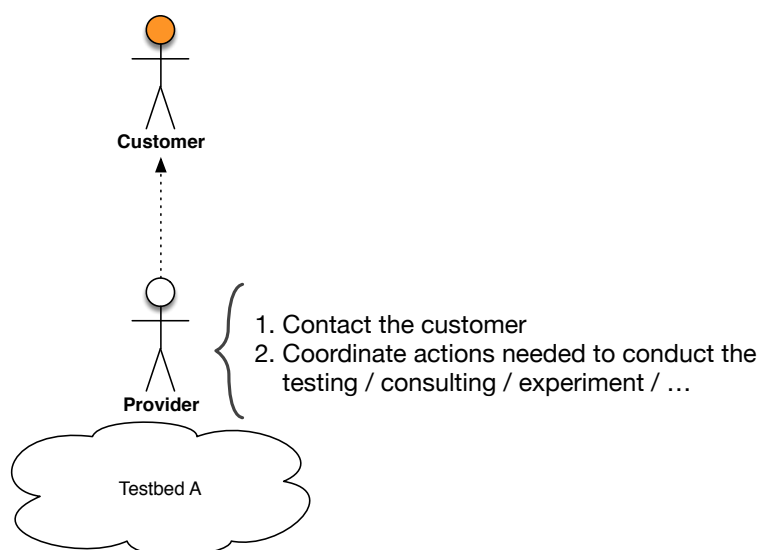 Customer
1. Contact the customer
2. Coordinate actions needed to conduct the
testing / consulting / experiment / …
Provider
Testbed A